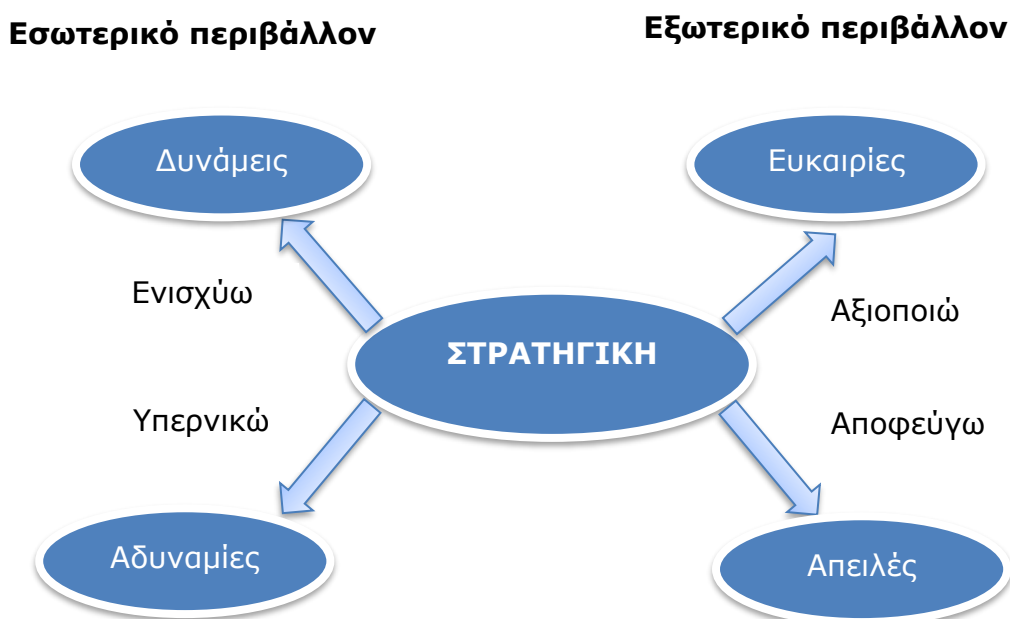 Εσωτερικό περιβάλλον
Εξωτερικό περιβάλλον
Δυνάμεις
Ευκαιρίες
Ενισχύω
Αξιοποιώ
ΣΤΡΑΤΗΓΙΚΗ
Υπερνικώ
Αποφεύγω
Αδυναμίες
Απειλές